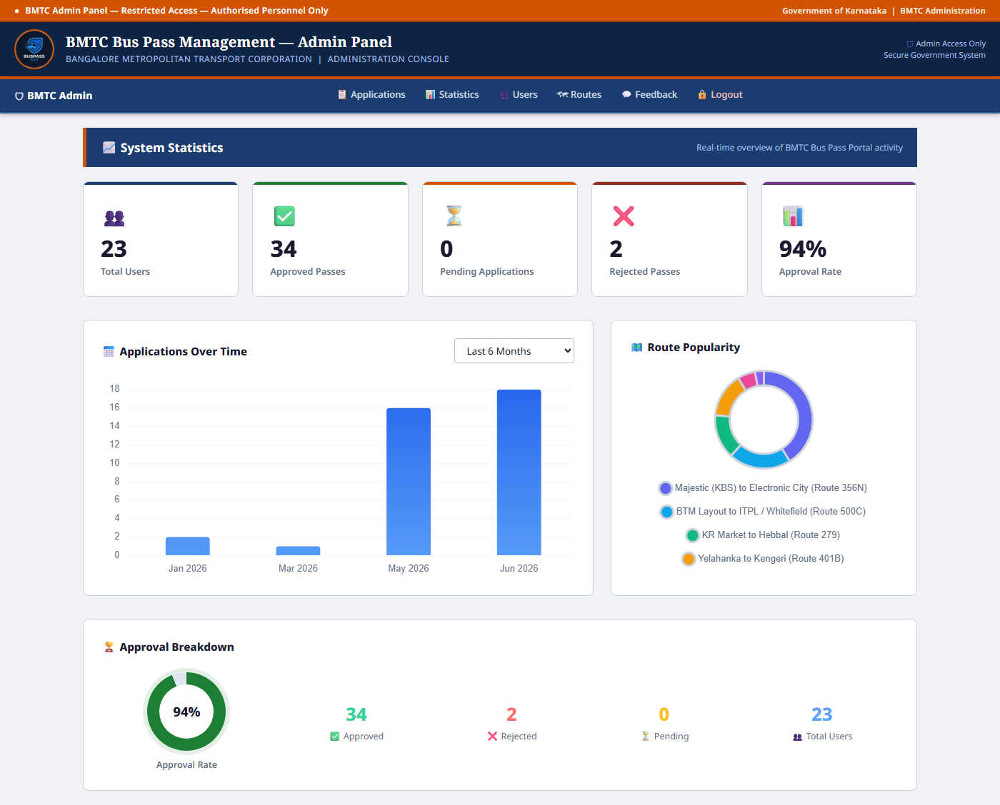 BMTC Admin Panel — Restricted Access — Authorised Personnel Only
Government of Karnataka | BMTC Administration
BUSPASS
PRO
BMTC Bus Pass Management — Admin Panel
BANGALORE METROPOLITAN TRANSPORT CORPORATION | ADMINISTRATION CONSOLE
Admin Access Only
Secure Government System
BMTC Admin
Applications
Statistics
Users
Routes
Feedback
Logout
System Statistics
Real-time overview of BMTC Bus Pass Portal activity
23
Total Users
34
Approved Passes
0
Pending Applications
2
Rejected Passes
94%
Approval Rate
Applications Over Time
Last 6 Months
18
16
14
12
10
8
6
4
2
0
Jan 2026
Mar 2026
May 2026
Jun 2026
Route Popularity
Majestic (KBS) to Electronic City (Route 356N)
BTM Layout to ITPL / Whitefield (Route 500C)
KR Market to Hebbal (Route 279)
Yelahanka to Kengeri (Route 401B)
Approval Breakdown
94%
Approval Rate
34
Approved
2
Rejected
0
Pending
23
Total Users